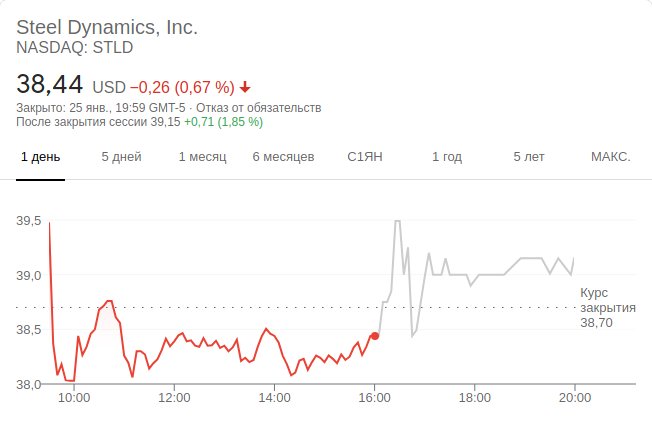 Steel Dynamics, Inc.
NASDAQ: STLD
38,44 USD −0,26 (0,67 %)
Закрыто: 25 янв., 19:59 GMT-5 · Отказ от обязательств
После закрытия сессии 39,15 +0,71 (1,85 %)
1 день 5 дней 1 месяц 6 месяцев С1ЯН 1 год 5 лет МАКС.
39,5
39,0
Курс
закрытия
38,70
38,5
38,0
10:00 12:00 14:00 16:00 18:00 20:00